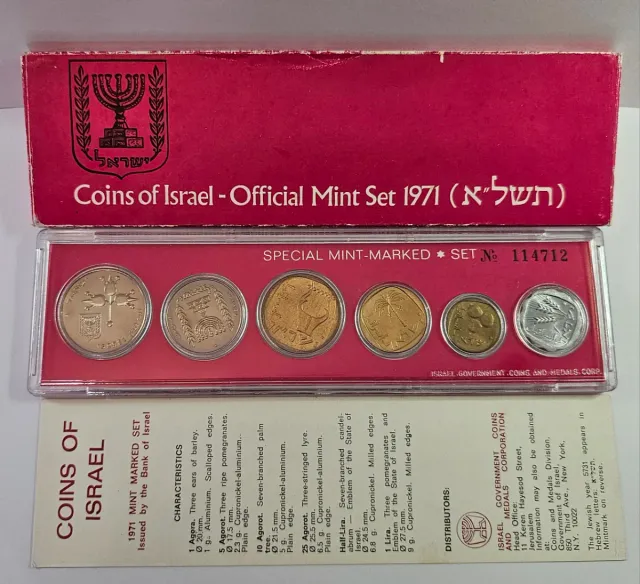 ישראל
Coins of Israel - Official Mint Set 1971 (תשל״א)
SPECIAL MINT-MARKED ✶ SET № 114712
ISRAEL GOVERNMENT COINS AND MEDALS CORP.
COINS OF
ISRAEL
1971 MINT MARKED SET
Issued by the Bank of Israel
CHARACTERISTICS
1 Agora. Three ears of barley.
Ø 20 mm.
1 g. Aluminium, Scalloped edges.
5 Agorot. Three ripe pomegranates.
Ø 17.5 mm.
2.3 g. Cupronickel-aluminium..
Plain edge.
10 Agorot. Seven-branched palm
tree.
Ø 21.5 mm.
Cupronickel-aluminium.
Plain edge.
25 Agorot. Three-stringed lyre.
Ø 25.5 mm.
6.5 g. Cupronickel-aluminium.
Plain edge.
Half-Lira. Seven-branched candel-
abrum — Emblem of the State of
Israel.
Ø 24.5 mm.
6.8 g. Cupronickel. Milled edges.
1 Lira. Three pomegranates and
Emblem of the State of Israel.
Ø 27.5 mm.
9 g. Cupronickel. Milled edges.
DISTRIBUTORS:
ISRAEL GOVERNMENT COINS
AND MEDALS CORPORATION
Head Office:
11 Keren Hayesod Street,
Jerusalem
Information may also be obtained
at:
Coins and Medals Division,
Government of Israel,
850 Third Ave., New York,
N.Y. 10022
The Jewish year 5731 appears in
Hebrew letters, תשל״א.
Mintmark on reverse.